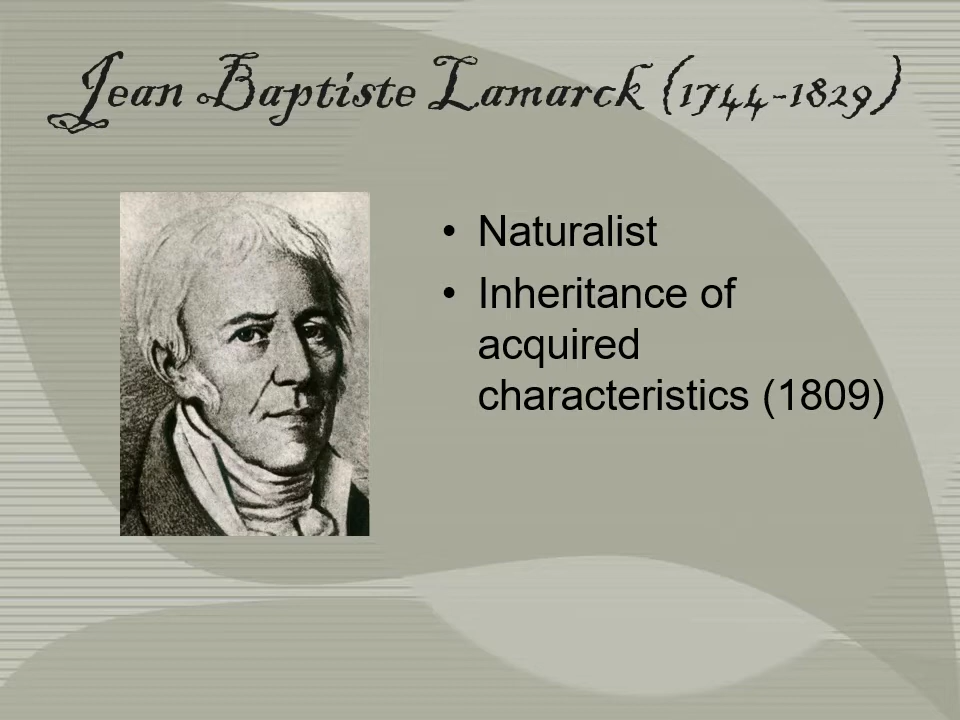 Jean Baptiste Lamarck (1744-1829)
• Naturalist
• Inheritance of
acquired
characteristics (1809)